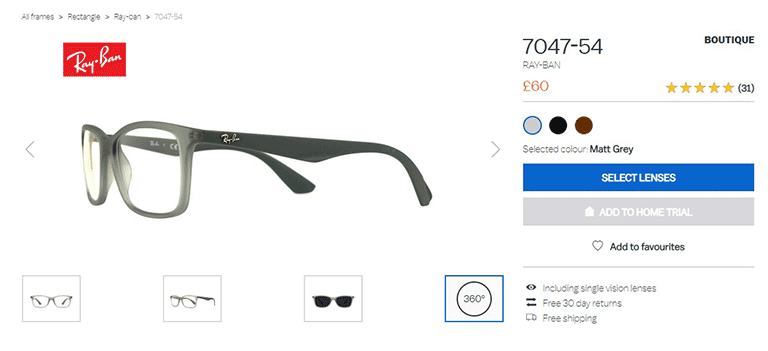 All frames > Rectangle > Ray-ban > 7047-54
Ray-Ban
7047-54
BOUTIQUE
RAY-BAN
£60
(31)
Selected colour: Matt Grey
SELECT LENSES
ADD TO HOME TRIAL
Add to favourites
Including single vision lenses
Free 30 day returns
Free shipping
Ray-Ban
360°